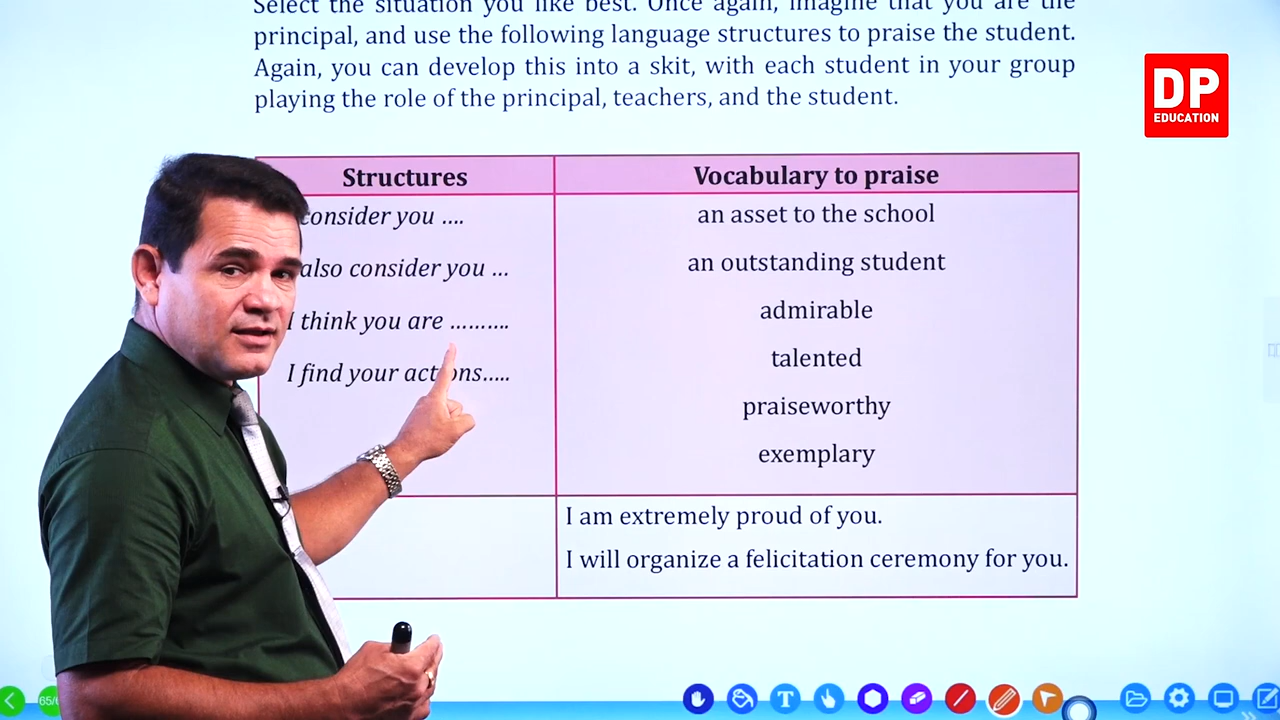 Select the situation you like best. Once again, imagine that you are the
principal, and use the following language structures to praise the student.
Again, you can develop this into a skit, with each student in your group
playing the role of the principal, teachers, and the student.
DP
EDUCATION
Structures
Vocabulary to praise
consider you ....
an asset to the school
also consider you ...
an outstanding student
I think you are ..........
admirable
I find your actions.....
talented
praiseworthy
exemplary
I am extremely proud of you.
I will organize a felicitation ceremony for you.
T